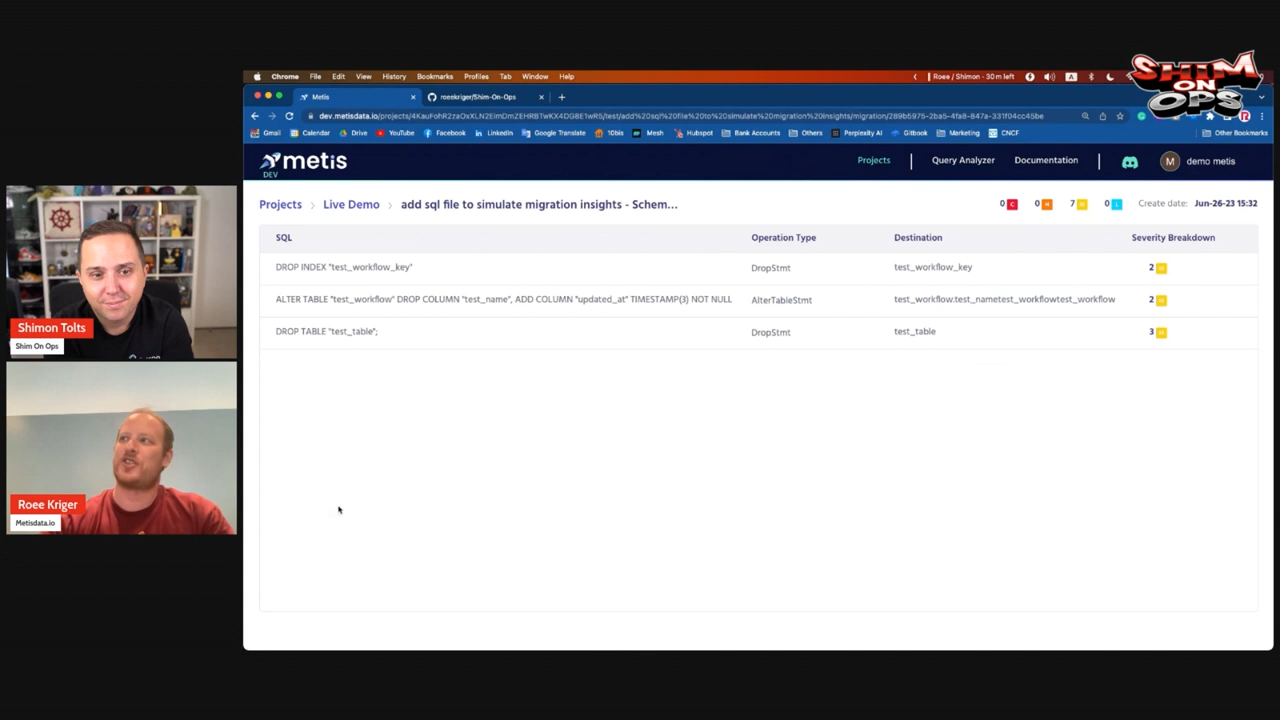 SHIM
ON
OPS
Chrome File Edit View History Bookmarks Profiles Tab Window Help
Roee / Shimon - 30 m left
Metis
roeekriger/Shim-On-Ops
Gmail Calendar Drive YouTube Facebook LinkedIn Google Translate 10bis Mesh Hubspot Bank Accounts Others Perplexity AI Gitbook Marketing CNCF Other Bookmarks
metis
DEV
Projects Query Analyzer Documentation M demo metis
Projects > Live Demo > add sql file to simulate migration insights - Schem...
0 C 0 H 7 M 0 L Create date: Jun-26-23 15:32
SQL Operation Type Destination Severity Breakdown
DROP INDEX "test_workflow_key" DropStmt test_workflow_key 2 M
ALTER TABLE "test_workflow" DROP COLUMN "test_name", ADD COLUMN "updated_at" TIMESTAMP(3) NOT NULL AlterTableStmt test_workflow.test_nametest_workflowtest_workflow 2 M
DROP TABLE "test_table"; DropStmt test_table 3 M
Shimon Tolts
Shim On Ops
Roee Kriger
Metisdata.io